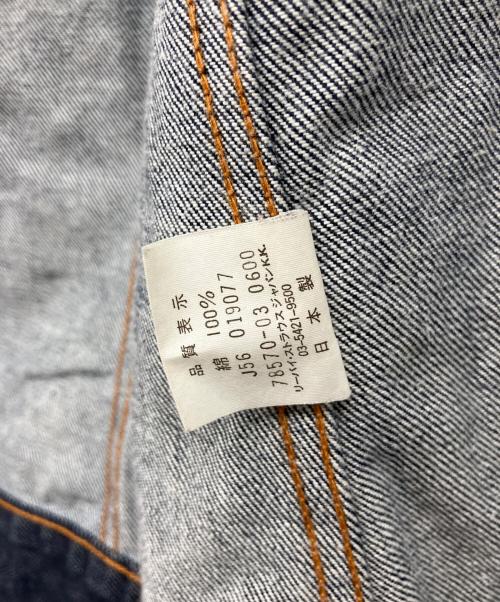 品質表示
綿 100%
J56 019077
78570-03 0600
リーバイ・ストラウス ジャパンK.K.
03-5421-9500
日本製